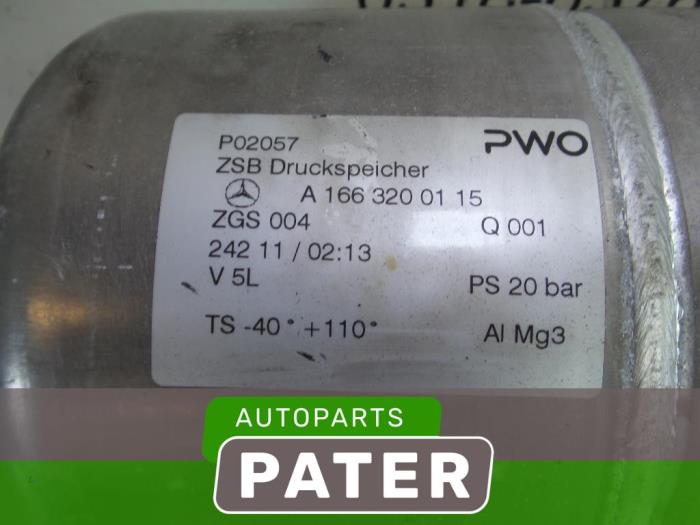 P02057
PWO
ZSB Druckspeicher
A 166 320 01 15
ZGS 004 Q 001
242 11 / 02:13
V 5L PS 20 bar
TS -40° +110° Al Mg3
AUTOPARTS
PATER